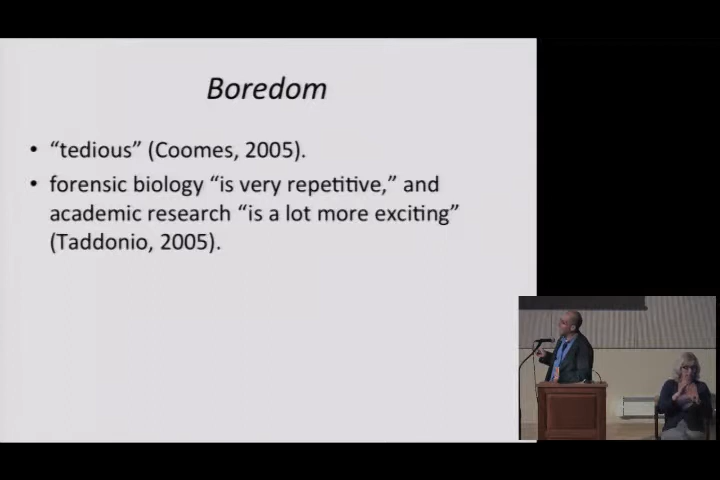 Boredom
• “tedious” (Coomes, 2005).
• forensic biology “is very repetitive,” and
academic research “is a lot more exciting”
(Taddonio, 2005).